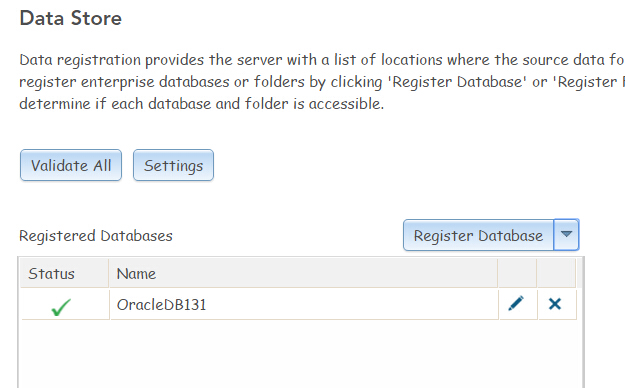 Data Store
Data registration provides the server with a list of locations where the source data fo
register enterprise databases or folders by clicking 'Register Database' or 'Register F
determine if each database and folder is accessible.
Validate All Settings
Registered Databases Register Database
Status Name
OracleDB131